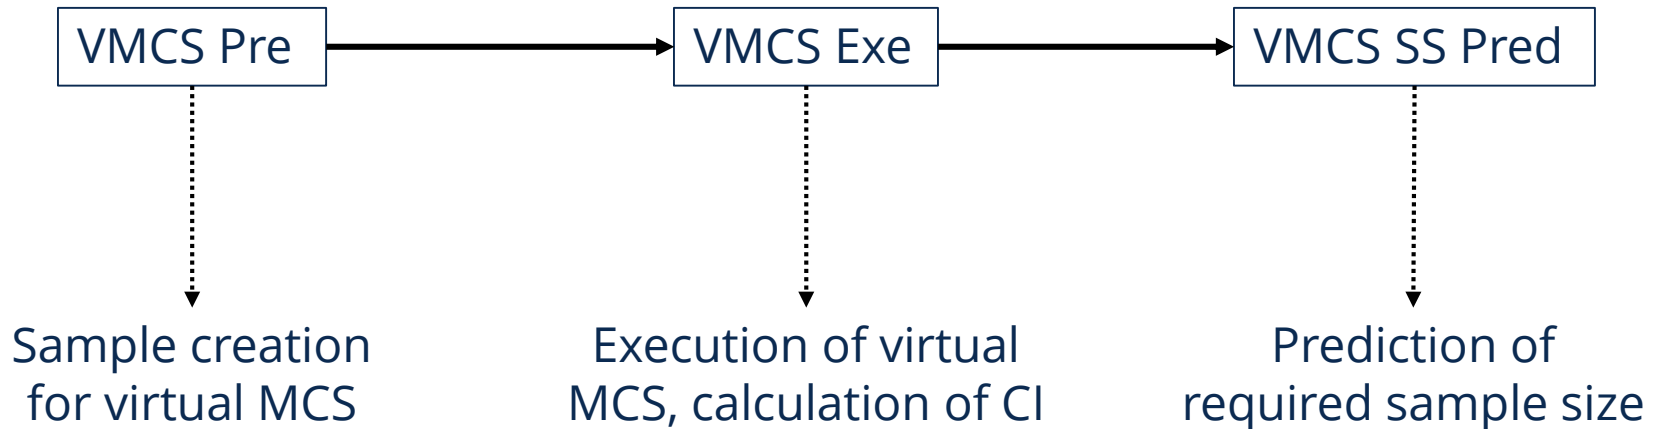 VMCS Pre
VMCS Exe
VMCS SS Pred
Sample creation
for virtual MCS
Execution of virtual
MCS, calculation of CI
Prediction of
required sample size